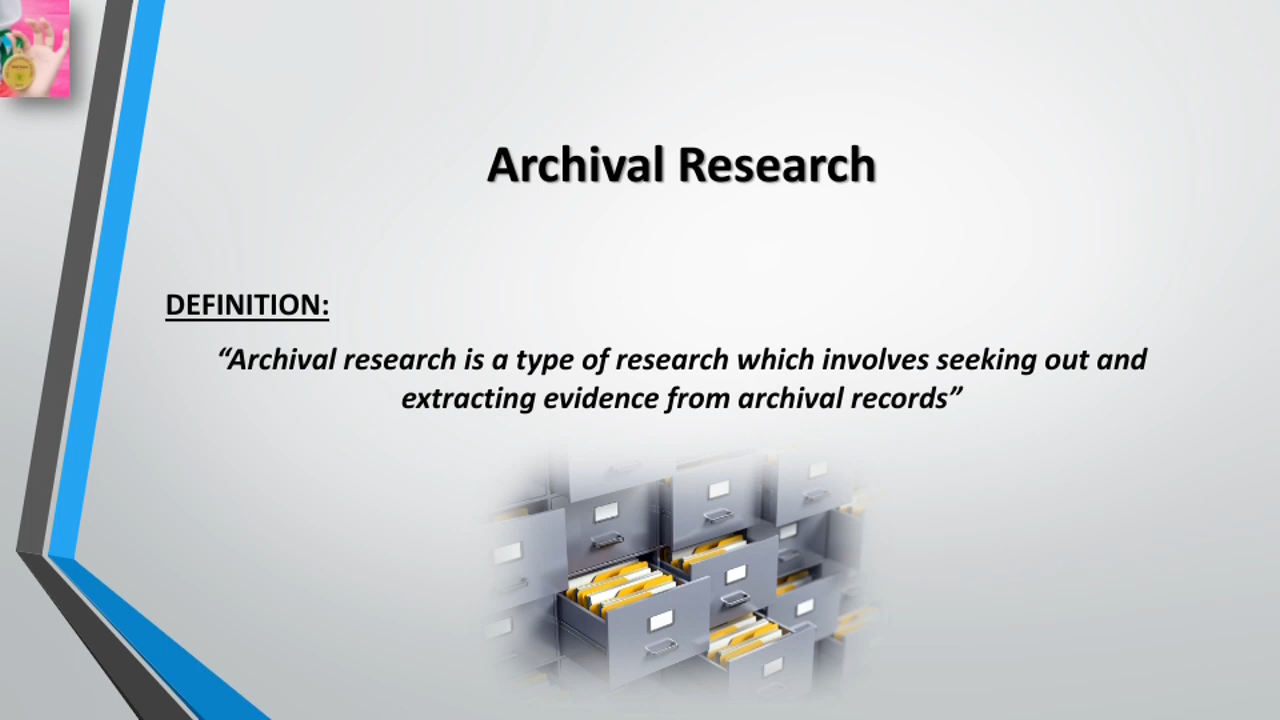 Archival Research
DEFINITION:
“Archival research is a type of research which involves seeking out and
extracting evidence from archival records”